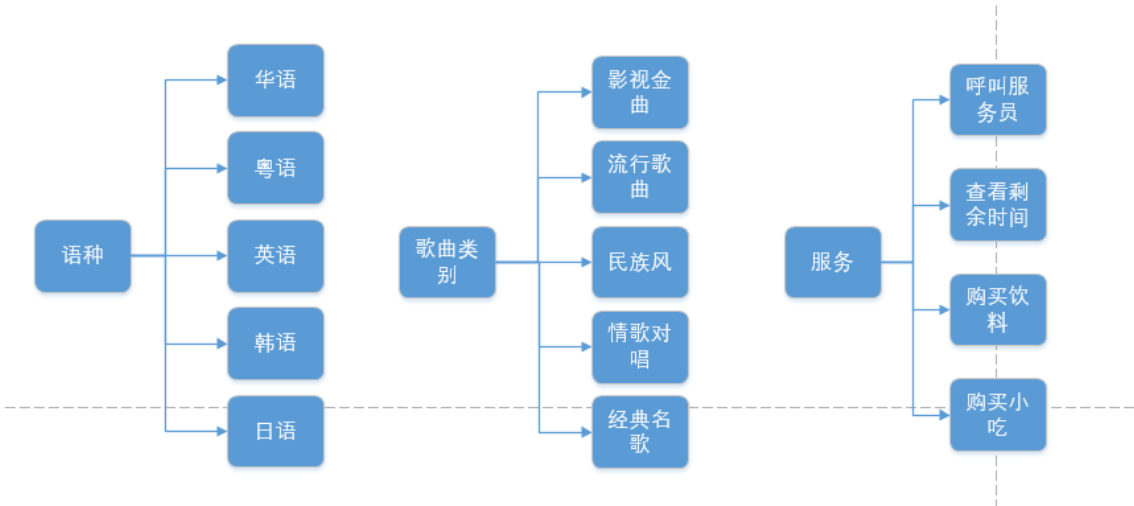 语种
华语
粤语
英语
韩语
日语
歌曲类
别
影视金
曲
流行歌
曲
民族风
情歌对
唱
经典名
歌
服务
呼叫服
务员
查看剩
余时间
购买饮
料
购买小
吃